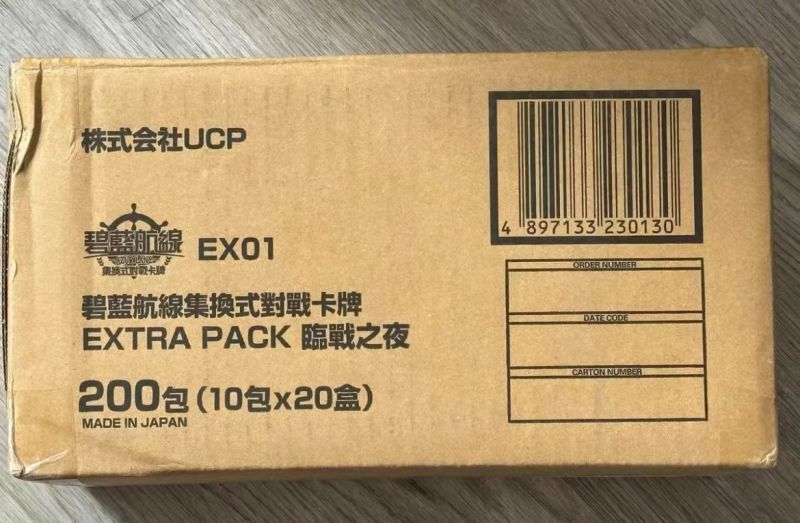 株式会社UCP
碧藍航線
AZUR LANE
集換式對戰卡牌
EX01
碧藍航線集換式對戰卡牌
EXTRA PACK 臨戰之夜
200包(10包x20盒)
MADE IN JAPAN
4 897133 230130
ORDER NUMBER
DATE CODE
CARTON NUMBER